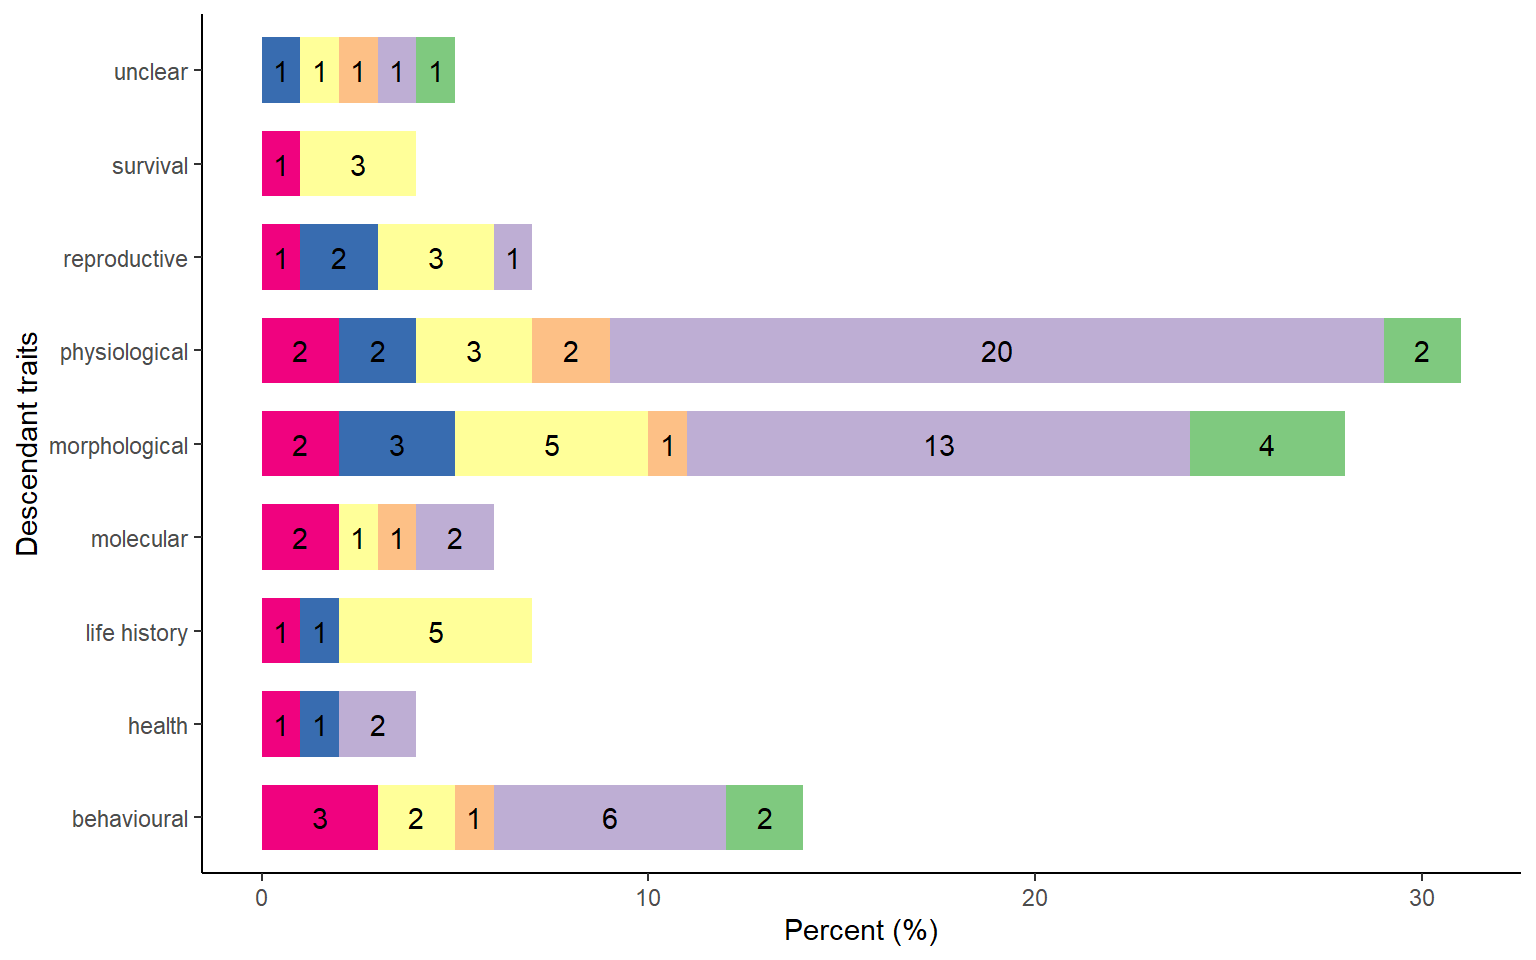 unclear 1 1 1 1 1
survival 1 3
reproductive 1 2 3 1
physiological 2 2 3 2 20 2
morphological 2 3 5 1 13 4
molecular 2 1 1 2
life history 1 1 5
health 1 1 2
behavioural 3 2 1 6 2
Descendant traits
0 10 20 30
Percent (%)